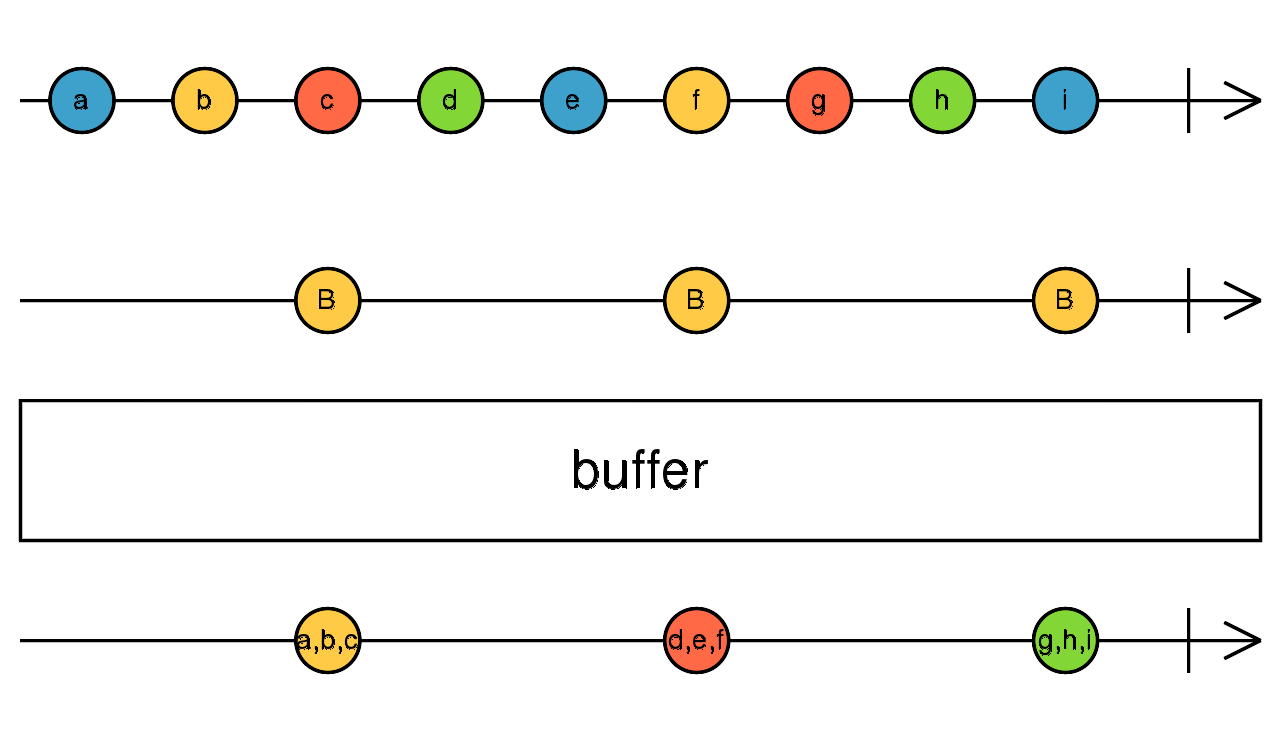 a b c d e f g h i
B B B
buffer
a,b,c d,e,f g,h,i